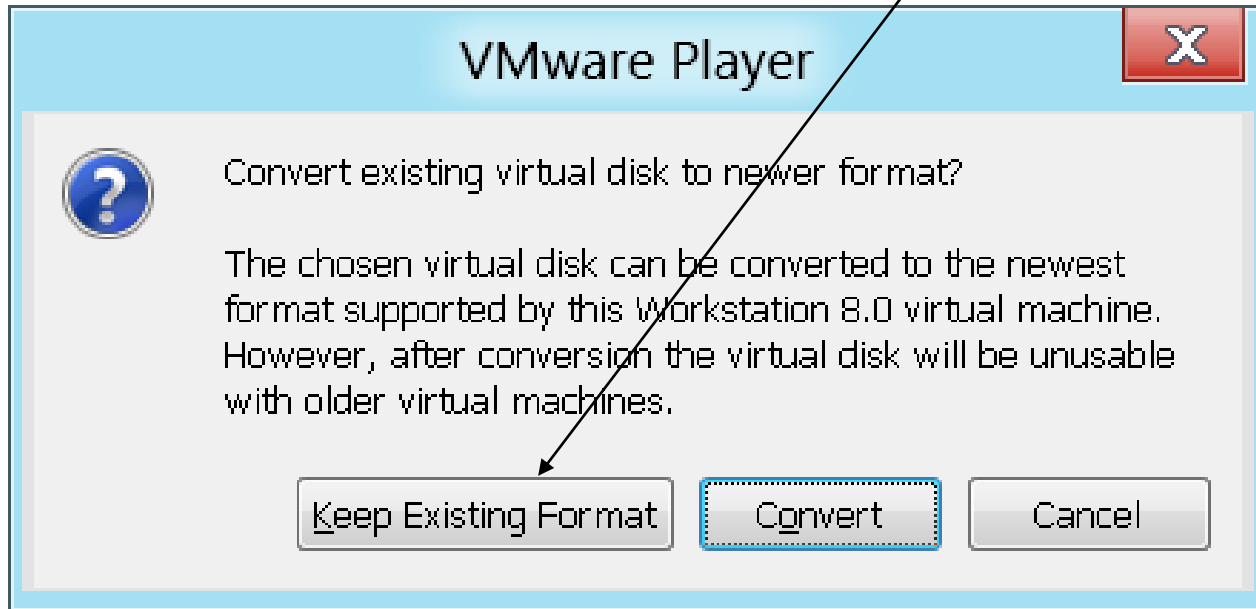 VMware Player
Convert existing virtual disk to newer format?
The chosen virtual disk can be converted to the newest
format supported by this Workstation 8.0 virtual machine.
However, after conversion the virtual disk will be unusable
with older virtual machines.
Keep Existing Format Convert Cancel